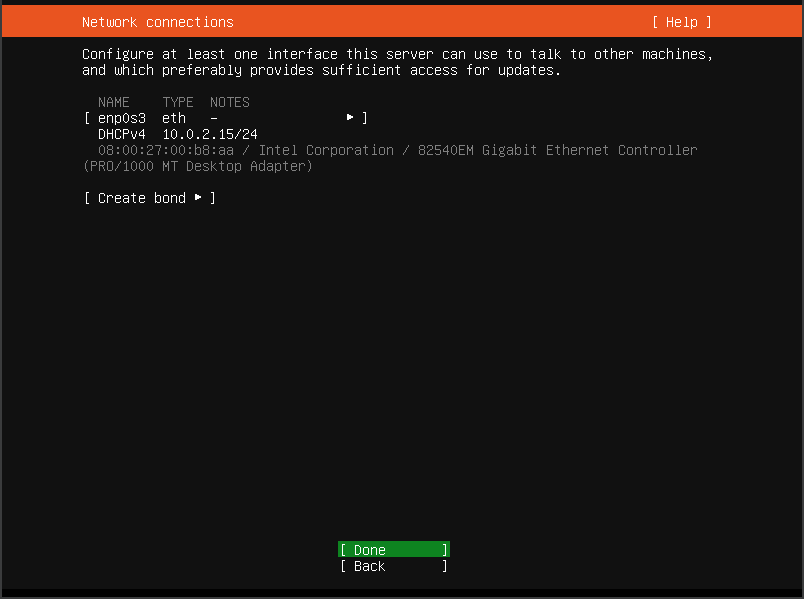 Network connections [ Help ]
Configure at least one interface this server can use to talk to other machines,
and which preferably provides sufficient access for updates.
NAME TYPE NOTES
[ enp0s3 eth – ▸ ]
DHCPv4 10.0.2.15/24
08:00:27:00:b8:aa / Intel Corporation / 82540EM Gigabit Ethernet Controller
(PRO/1000 MT Desktop Adapter)
[ Create bond ▸ ]
[ Done ]
[ Back ]